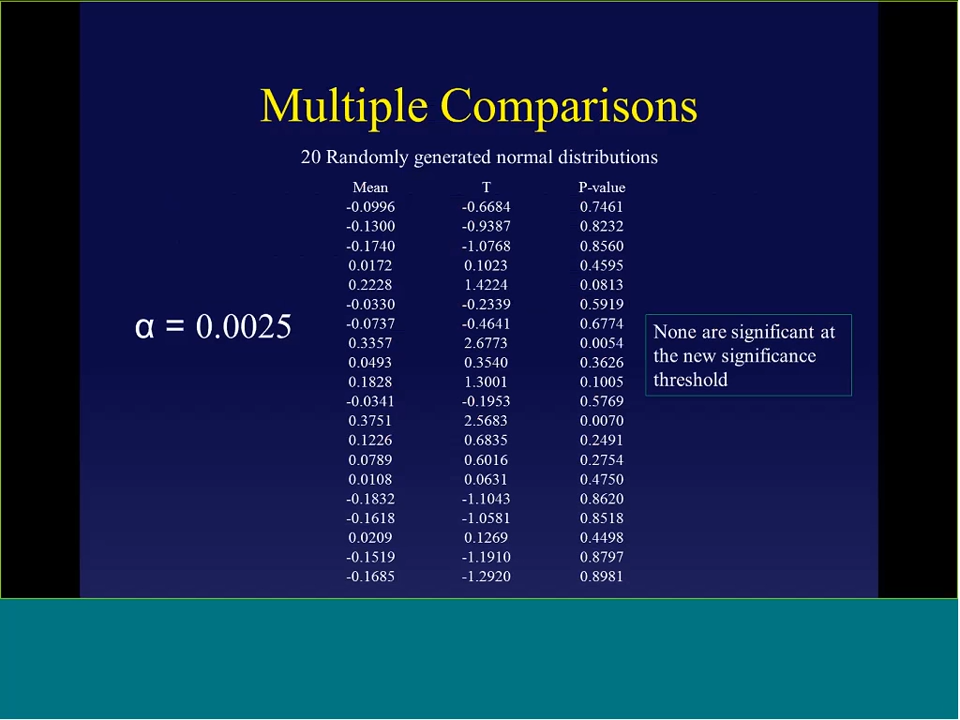 Multiple Comparisons
20 Randomly generated normal distributions
Mean T P-value
-0.0996 -0.6684 0.7461
-0.1300 -0.9387 0.8232
-0.1740 -1.0768 0.8560
0.0172 0.1023 0.4595
0.2228 1.4224 0.0813
-0.0330 -0.2339 0.5919
-0.0737 -0.4641 0.6774
0.3357 2.6773 0.0054
0.0493 0.3540 0.3626
0.1828 1.3001 0.1005
-0.0341 -0.1953 0.5769
0.3751 2.5683 0.0070
0.1226 0.6835 0.2491
0.0789 0.6016 0.2754
0.0108 0.0631 0.4750
-0.1832 -1.1043 0.8620
-0.1618 -1.0581 0.8518
0.0209 0.1269 0.4498
-0.1519 -1.1910 0.8797
-0.1685 -1.2920 0.8981
α = 0.0025
None are significant at
the new significance
threshold